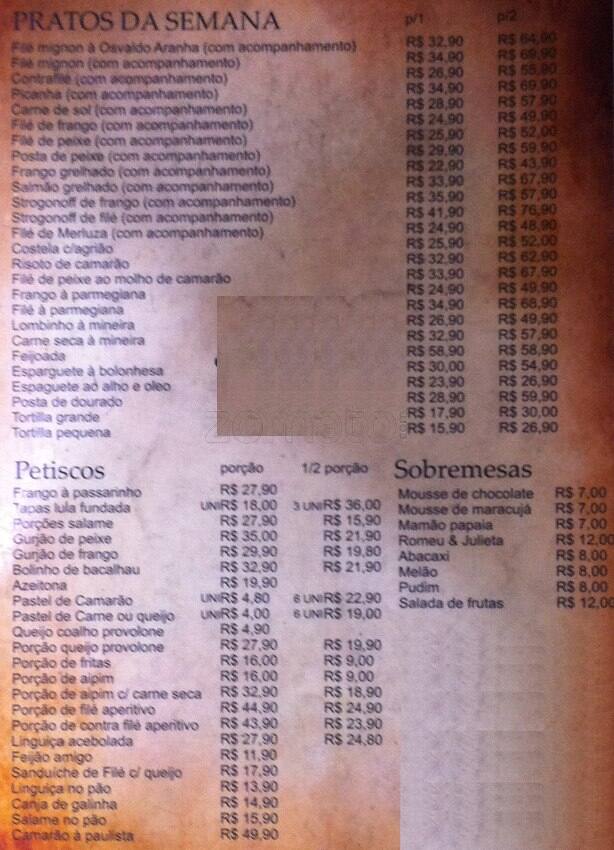 PRATOS DA SEMANA p/1 p/2
Filé mignon à Osvaldo Aranha (com acompanhamento) R$ 32,90 R$ 64,90
Filé mignon (com acompanhamento) R$ 34,90 R$ 69,90
Contrafilé (com acompanhamento) R$ 26,90 R$ 55,90
Picanha (com acompanhamento) R$ 34,90 R$ 69,90
Carne de sol (com acompanhamento) R$ 28,90 R$ 57,90
Filé de frango (com acompanhamento) R$ 24,90 R$ 49,90
Filé de peixe (com acompanhamento) R$ 25,90 R$ 52,00
Posta de peixe (com acompanhamento) R$ 29,90 R$ 59,90
Frango grelhado (com acompanhamento) R$ 22,90 R$ 43,90
Salmão grelhado (com acompanhamento) R$ 33,90 R$ 67,90
Strogonoff de frango (com acompanhamento) R$ 35,90 R$ 57,90
Strogonoff de filé (com acompanhamento) R$ 41,90 R$ 76,90
Filé de Merluza (com acompanhamento) R$ 24,90 R$ 48,90
Costela c/agrião R$ 25,90 R$ 52,00
Risoto de camarão R$ 32,90 R$ 62,90
Filé de peixe ao molho de camarão R$ 33,90 R$ 67,90
Frango à parmegiana R$ 24,90 R$ 49,90
Filé à parmegiana R$ 34,90 R$ 68,90
Lombinho à mineira R$ 26,90 R$ 49,90
Carne seca à mineira R$ 32,90 R$ 57,90
Feijoada R$ 58,90 R$ 58,90
Esparguete à bolonhesa R$ 30,00 R$ 54,90
Espaguete ao alho e oleo R$ 23,90 R$ 26,90
Posta de dourado R$ 28,90 R$ 59,90
Tortilla grande R$ 17,90 R$ 30,00
Tortilla pequena R$ 15,90 R$ 26,90
zomato
Petiscos porção 1/2 porção
Frango à passarinho R$ 27,90
Tapas lula fundada UNI R$ 18,00 3 UNI R$ 36,00
Porções salame R$ 27,90 R$ 15,90
Gurjão de peixe R$ 35,00 R$ 21,90
Gurjão de frango R$ 29,90 R$ 19,80
Bolinho de bacalhau R$ 32,90 R$ 21,90
Azeitona R$ 19,90
Pastel de Camarão UNI R$ 4,80 6 UNI R$ 22,90
Pastel de Carne ou queijo UNI R$ 4,00 6 UNI R$ 19,00
Queijo coalho provolone R$ 4,90
Porção queijo provolone R$ 27,90 R$ 19,90
Porção de fritas R$ 16,00 R$ 9,00
Porção de aipim R$ 16,00 R$ 9,00
Porção de aipim c/ carne seca R$ 32,90 R$ 18,90
Porção de filé aperitivo R$ 44,90 R$ 24,90
Porção de contra filé aperitivo R$ 43,90 R$ 23,90
Linguiça acebolada R$ 27,90 R$ 24,80
Feijão amigo R$ 11,90
Sanduiche de Filé c/ queijo R$ 17,90
Linguiça no pão R$ 13,90
Canja de galinha R$ 14,90
Salame no pão R$ 15,90
Camarão à paulista R$ 49,90
Sobremesas
Mousse de chocolate R$ 7,00
Mousse de maracujá R$ 7,00
Mamão papaia R$ 7,00
Romeu & Julieta R$ 12,00
Abacaxi R$ 8,00
Melão R$ 8,00
Pudim R$ 8,00
Salada de frutas R$ 12,00